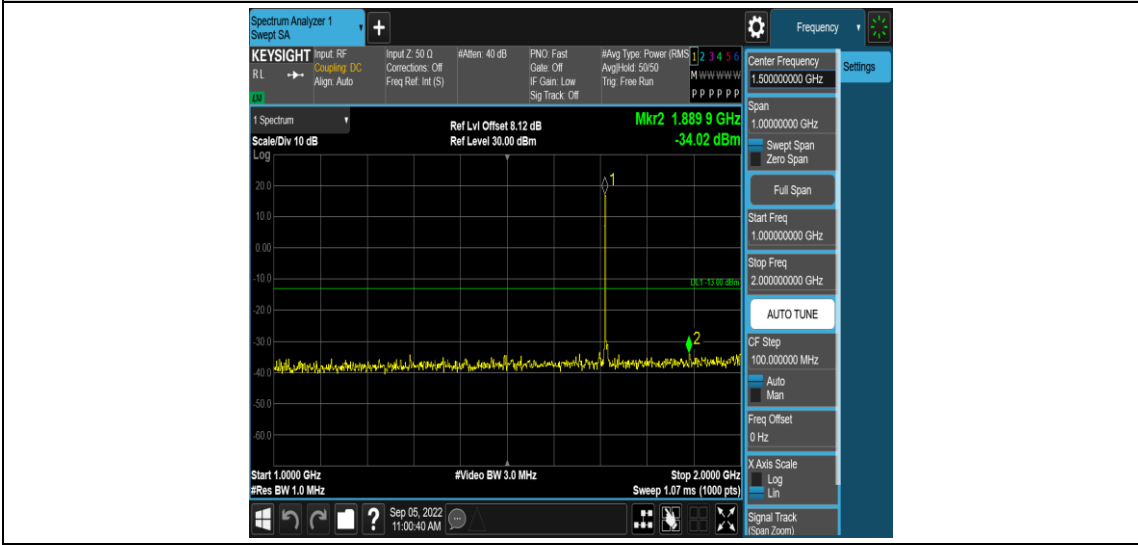 Spectrum Analyzer 1
Swept SA
+
Frequency
KEYSIGHT
RL
LM
Input: RF
Coupling: DC
Align: Auto
Input Z: 50 Ω
Corrections: Off
Freq Ref: Int (S)
#Atten: 40 dB
PNO: Fast
Gate: Off
IF Gain: Low
Sig Track: Off
#Avg Type: Power (RMS
Avg|Hold: 50/50
Trig: Free Run
1 2 3 4 5 6
M W W W W W
P P P P P P
1 Spectrum
Scale/Div 10 dB
Log
Ref Lvl Offset 8.12 dB
Ref Level 30.00 dBm
Mkr2 1.889 9 GHz
-34.02 dBm
1
20.0
10.0
0.00
-10.0
DL1 -13.00 dBm
-20.0
-30.0
2
-40.0
-50.0
-60.0
Start 1.0000 GHz
#Video BW 3.0 MHz
Stop 2.0000 GHz
#Res BW 1.0 MHz
Sweep 1.07 ms (1000 pts)
?
Sep 05, 2022
11:00:40 AM
Center Frequency
1.500000000 GHz
Settings
Span
1.00000000 GHz
Swept Span
Zero Span
Full Span
Start Freq
1.000000000 GHz
Stop Freq
2.000000000 GHz
AUTO TUNE
CF Step
100.000000 MHz
Auto
Man
Freq Offset
0 Hz
X Axis Scale
Log
Lin
Signal Track
(Span Zoom)